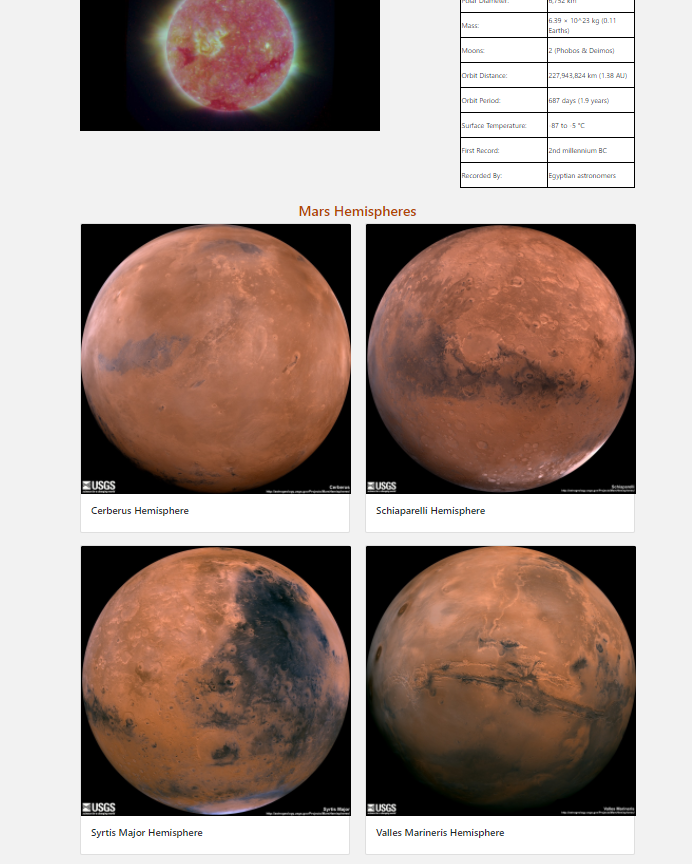 Polar Diameter: 6,752 km
Mass: 6.39 × 10^23 kg (0.11
Earths)
Moons: 2 (Phobos & Deimos)
Orbit Distance: 227,943,824 km (1.38 AU)
Orbit Period: 687 days (1.9 years)
Surface Temperature: -87 to -5 °C
First Record: 2nd millennium BC
Recorded By: Egyptian astronomers
Mars Hemispheres
USGS
Cerberus
USGS
Schiaparelli
Cerberus Hemisphere
Schiaparelli Hemisphere
USGS
Syrtis Major
USGS
Valles Marineris
Syrtis Major Hemisphere
Valles Marineris Hemisphere